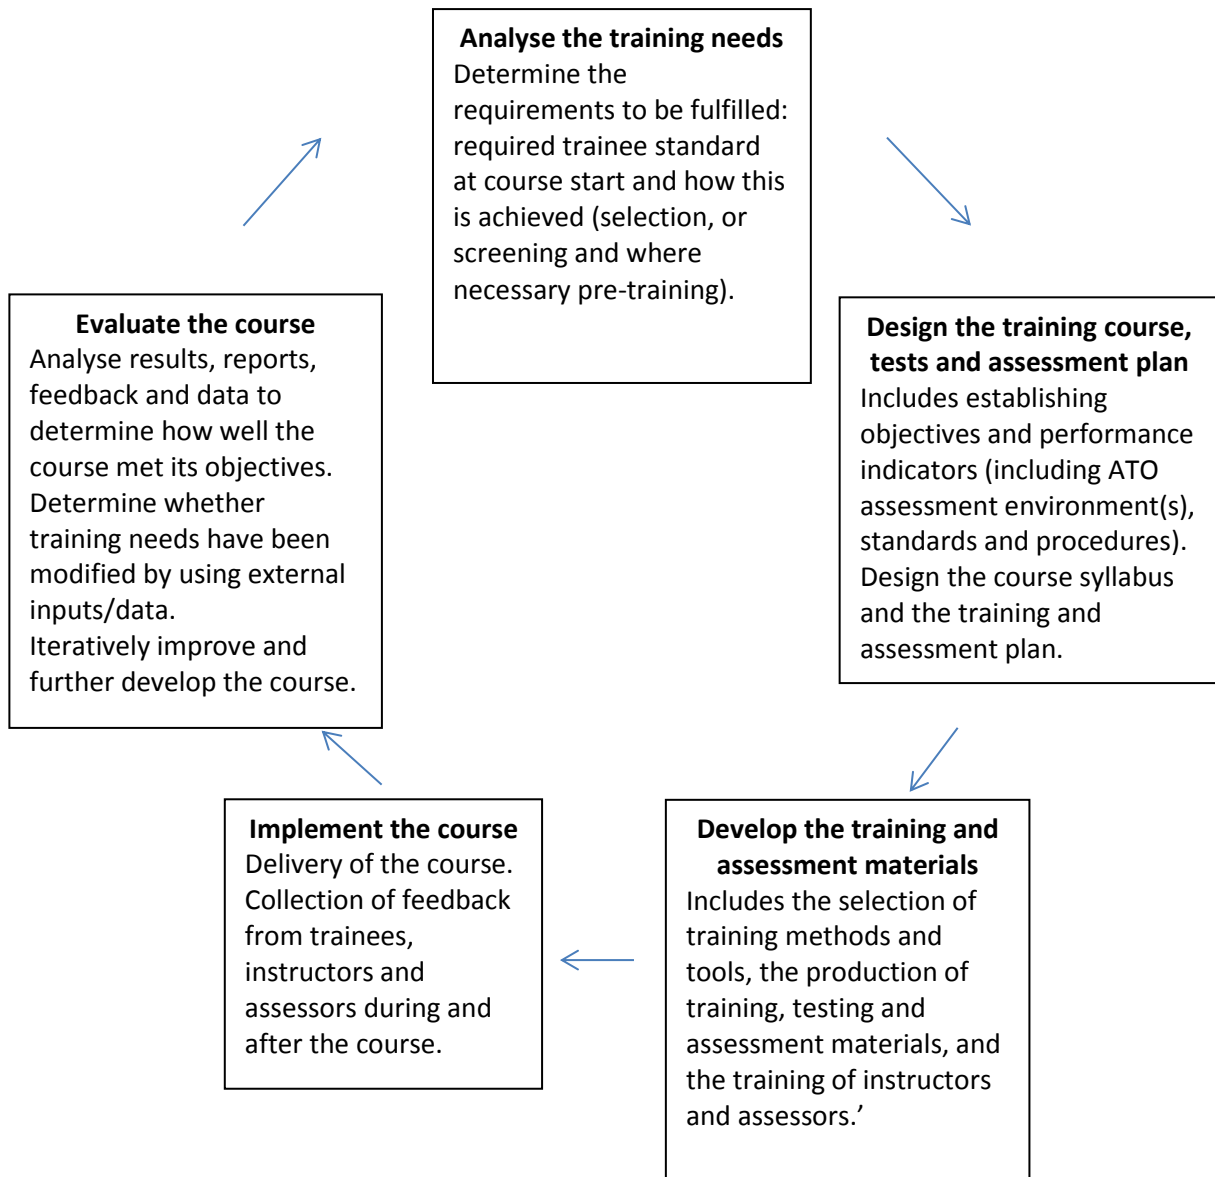 Analyse the training needs
Determine the
requirements to be fulfilled:
required trainee standard
at course start and how this
is achieved (selection, or
screening and where
necessary pre-training).
Design the training course,
tests and assessment plan
Includes establishing
objectives and performance
indicators (including ATO
assessment environment(s),
standards and procedures).
Design the course syllabus
and the training and
assessment plan.
Develop the training and
assessment materials
Includes the selection of
training methods and
tools, the production of
training, testing and
assessment materials, and
the training of instructors
and assessors.’
Implement the course
Delivery of the course.
Collection of feedback
from trainees,
instructors and
assessors during and
after the course.
Evaluate the course
Analyse results, reports,
feedback and data to
determine how well the
course met its objectives.
Determine whether
training needs have been
modified by using external
inputs/data.
Iteratively improve and
further develop the course.